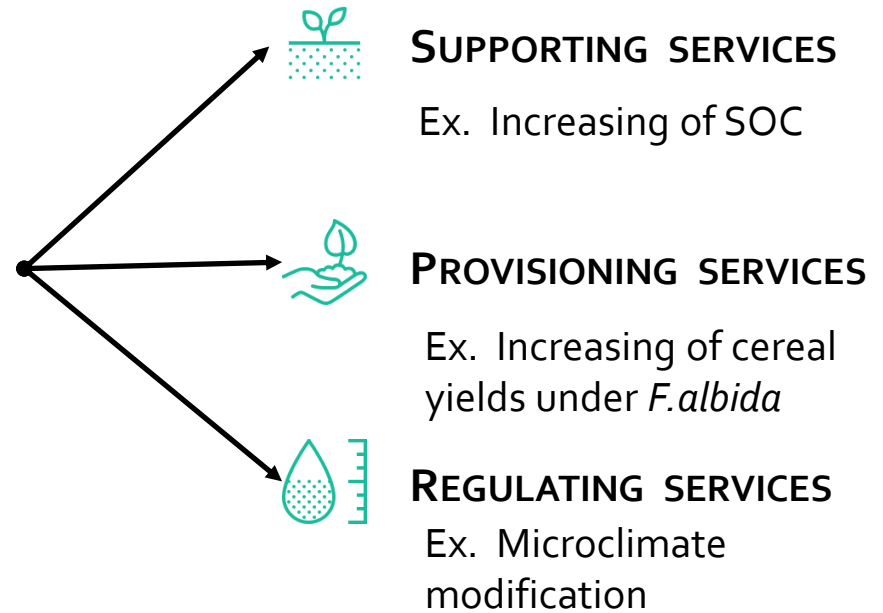 SUPPORTING SERVICES
Ex. Increasing of SOC
PROVISIONING SERVICES
Ex. Increasing of cereal
yields under F.albida
REGULATING SERVICES
Ex. Microclimate
modification